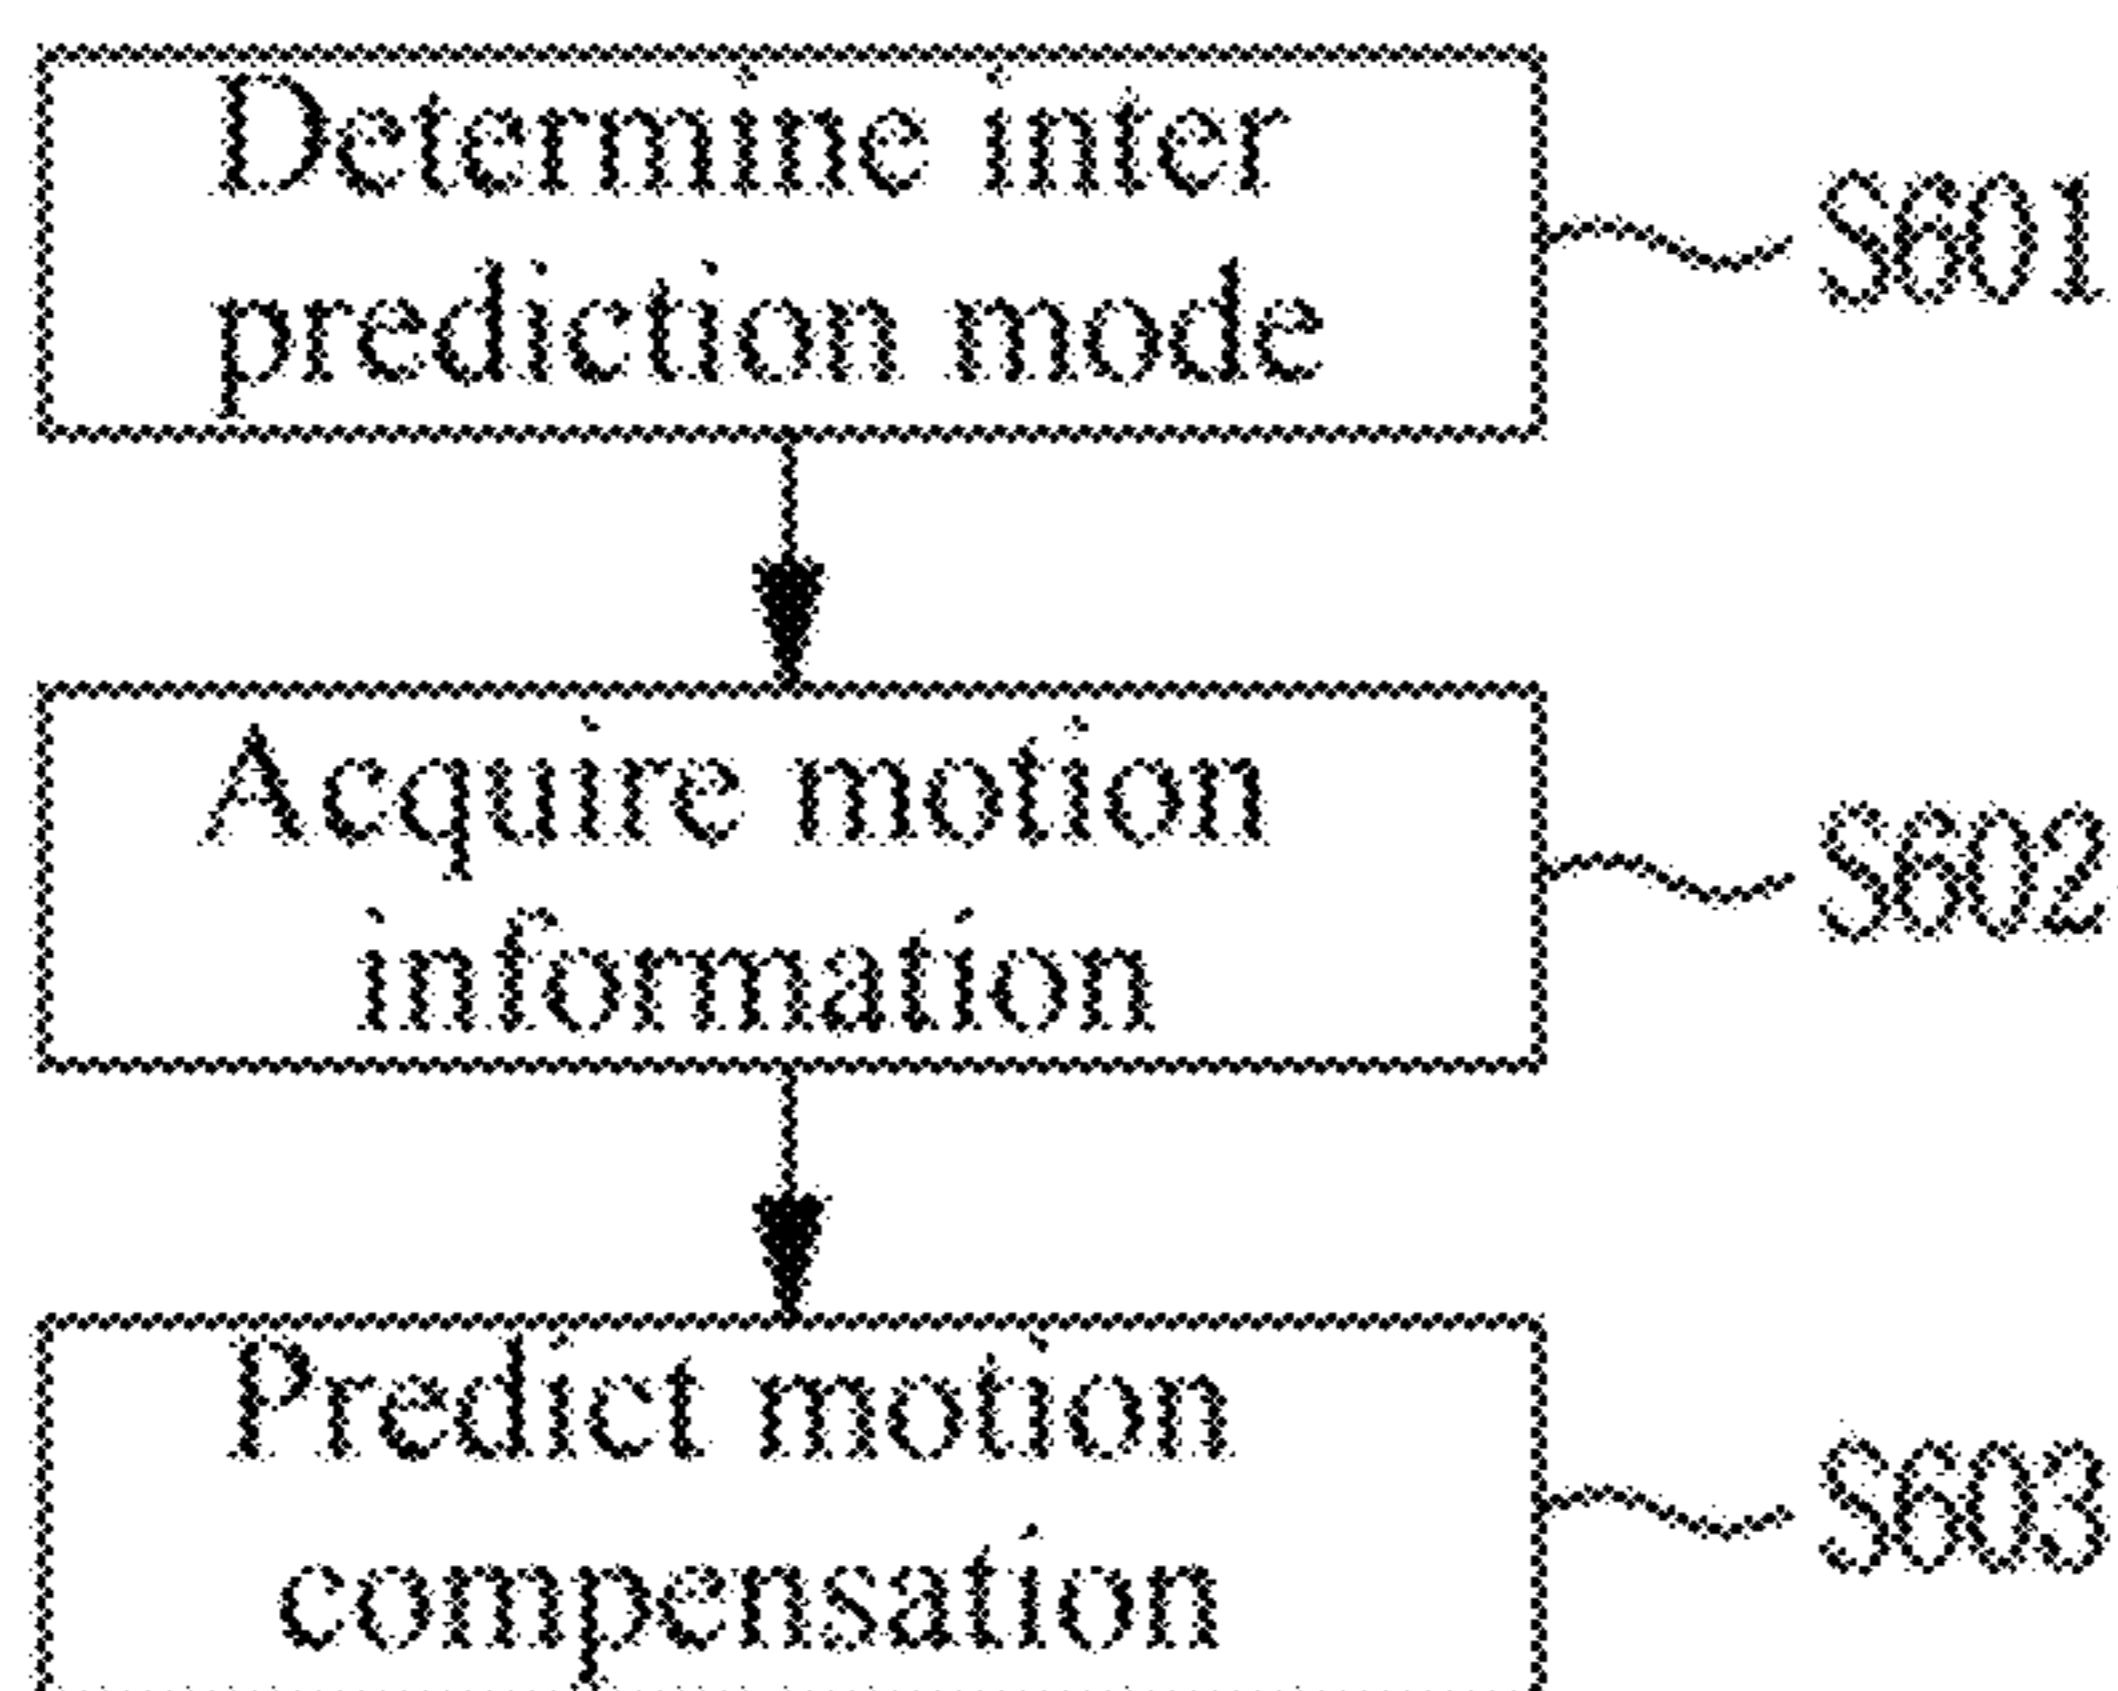 Determine inter
prediction mode
S601
Acquire motion
information
S602
Predict motion
compensation
S603